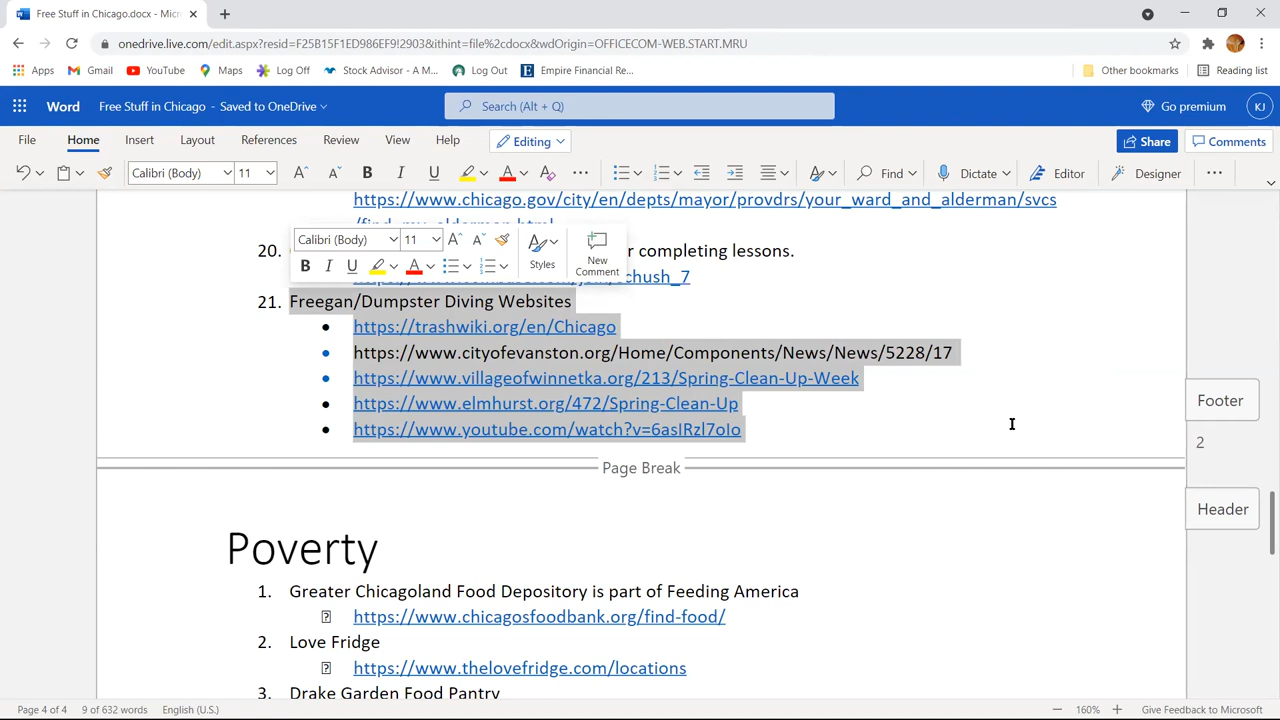 Free Stuff in Chicago.docx - Mic
onedrive.live.com/edit.aspx?resid=F25B15F1ED986EF9!2903&ithint=file%2cdocx&wdOrigin=OFFICECOM-WEB.START.MRU
Apps Gmail YouTube Maps Log Off Stock Advisor - A M... Log Out Empire Financial Re... Other bookmarks Reading list
Word Free Stuff in Chicago - Saved to OneDrive Search (Alt + Q) Go premium KJ
File Home Insert Layout References Review View Help Editing Share Comments
Calibri (Body) 11 A A B I U A A Find Dictate Editor Designer
https://www.chicago.gov/city/en/depts/mayor/provdrs/your_ward_and_alderman/svcs
Calibri (Body) 11 A A
20. r completing lessons.
B I U A Styles New Comment
chush_7
21. Freegan/Dumpster Diving Websites
• https://trashwiki.org/en/Chicago
• https://www.cityofevanston.org/Home/Components/News/News/5228/17
• https://www.villageofwinnetka.org/213/Spring-Clean-Up-Week
• https://www.elmhurst.org/472/Spring-Clean-Up
• https://www.youtube.com/watch?v=6asIRzl7oIo
Footer
2
Page Break
Header
Poverty
1. Greater Chicagoland Food Depository is part of Feeding America
https://www.chicagosfoodbank.org/find-food/
2. Love Fridge
https://www.thelovefridge.com/locations
3. Drake Garden Food Pantry
Page 4 of 4 9 of 632 words English (U.S.) 160% Give Feedback to Microsoft